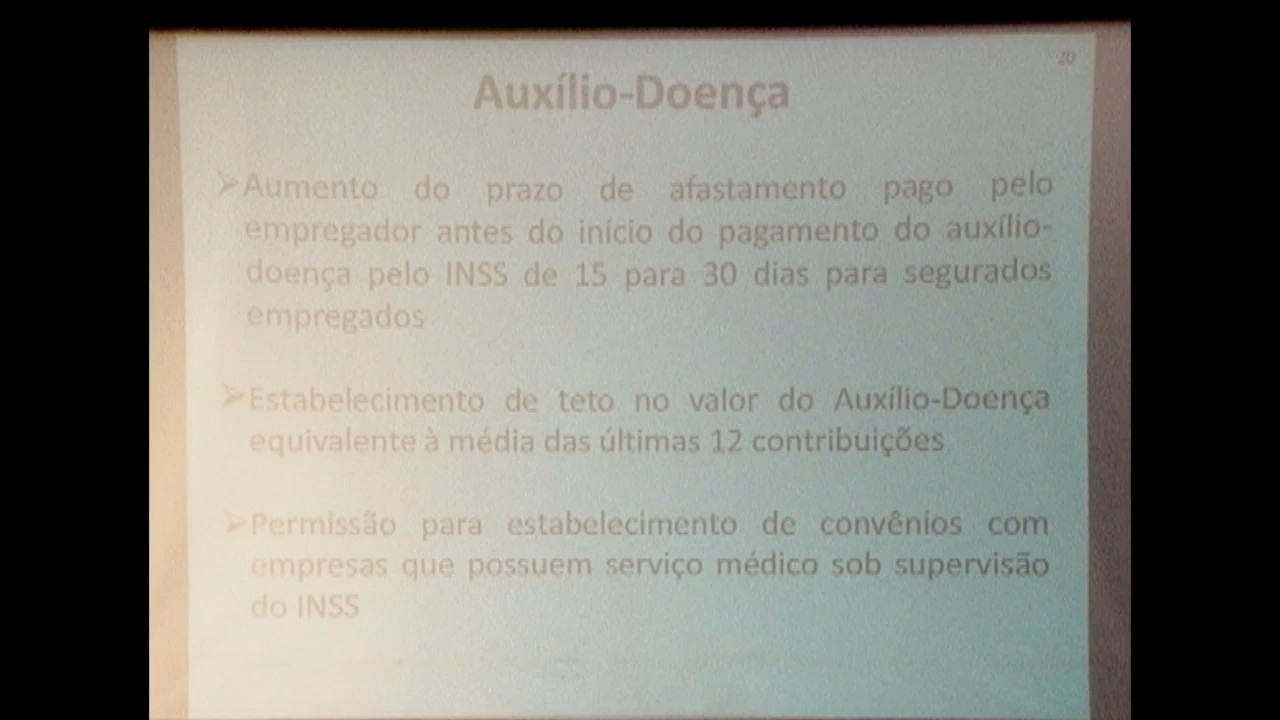 20
Auxílio-Doença
➢Aumento do prazo de afastamento pago pelo
empregador antes do início do pagamento do auxílio-
doença pelo INSS de 15 para 30 dias para segurados
empregados
➢Estabelecimento de teto no valor do Auxílio-Doença
equivalente à média das últimas 12 contribuições
➢Permissão para estabelecimento de convênios com
empresas que possuem serviço médico sob supervisão
do INSS